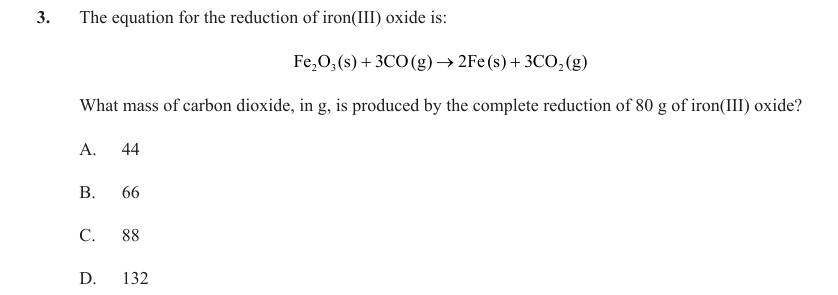 3. The equation for the reduction of iron(III) oxide is:
Fe₂O₃(s) + 3CO(g) → 2Fe(s) + 3CO₂(g)
What mass of carbon dioxide, in g, is produced by the complete reduction of 80 g of iron(III) oxide?
A. 44
B. 66
C. 88
D. 132